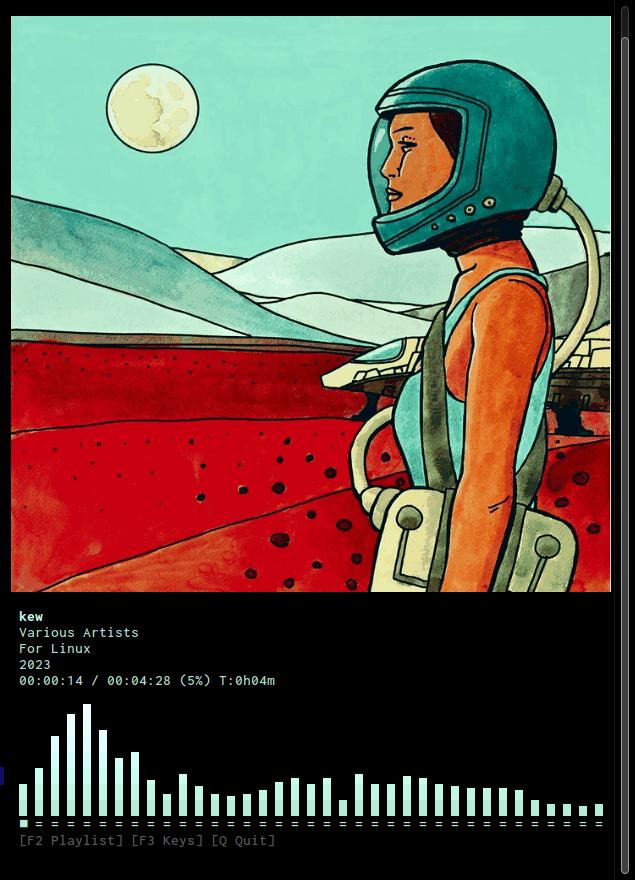 kew
Various Artists
For Linux
2023
00:00:14 / 00:04:28 (5%) T:0h04m
■ = = = = = = = = = = = = = = = = = = = = = = = = = = = = = = = = = = = =
[F2 Playlist] [F3 Keys] [Q Quit]